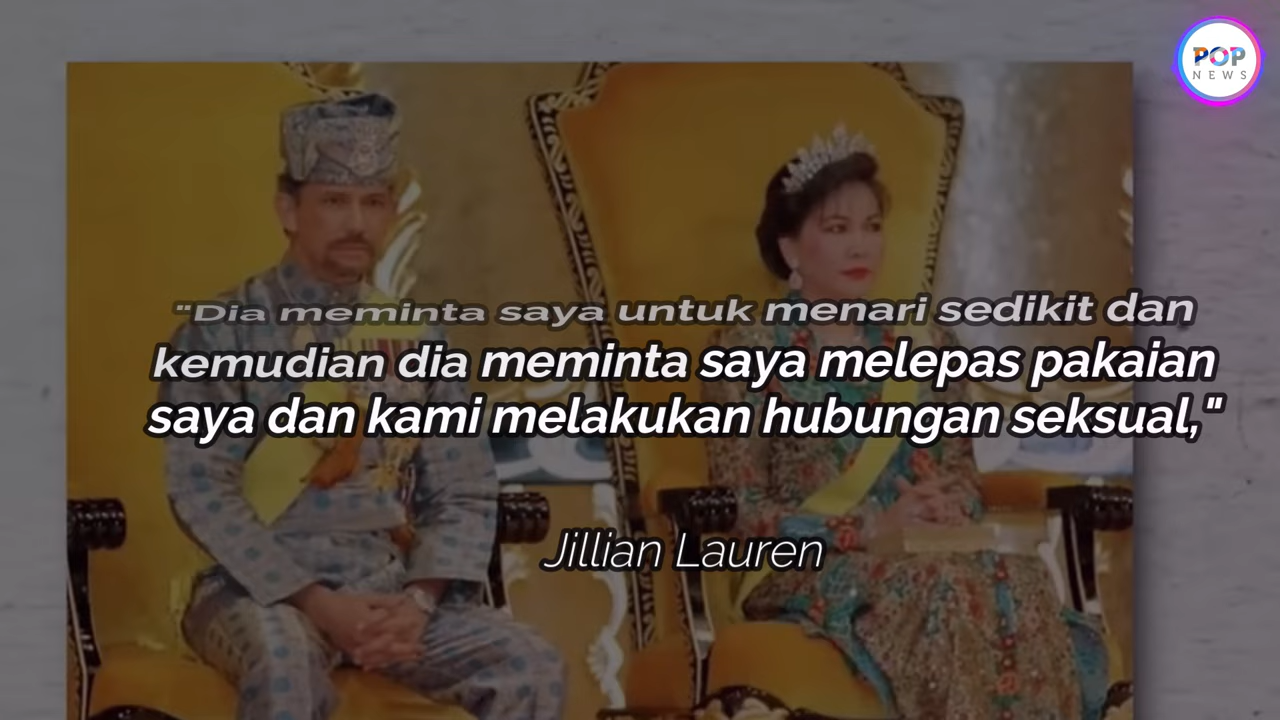 POP
NEWS
"Dia meminta saya untuk menari sedikit dan
kemudian dia meminta saya melepas pakaian
saya dan kami melakukan hubungan seksual,"
Jillian Lauren